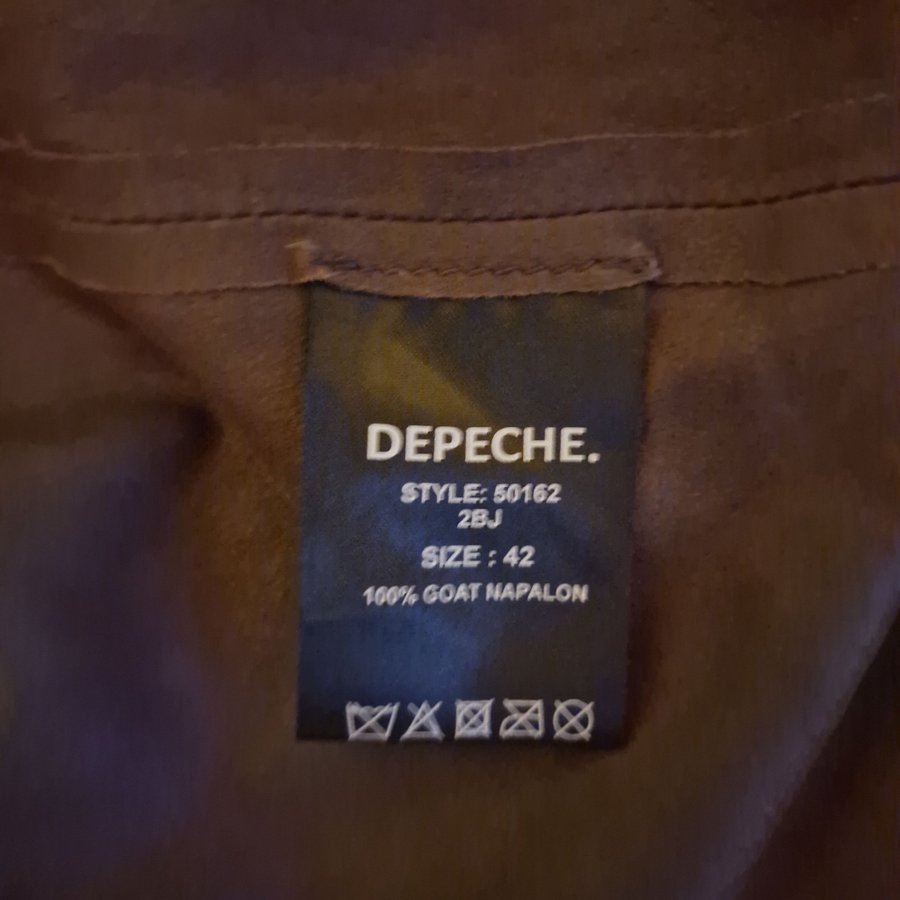 DEPECHE.
STYLE: 50162
2BJ
SIZE : 42
100% GOAT NAPALON